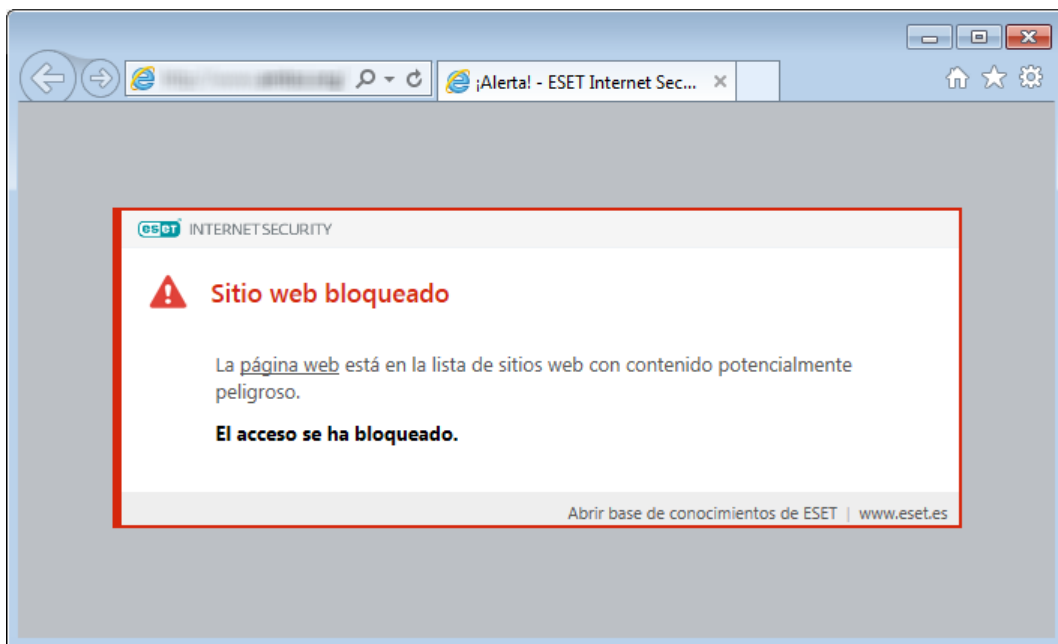 ¡Alerta! - ESET Internet Sec...
eset INTERNET SECURITY
Sitio web bloqueado
La página web está en la lista de sitios web con contenido potencialmente
peligroso.
El acceso se ha bloqueado.
Abrir base de conocimientos de ESET | www.eset.es